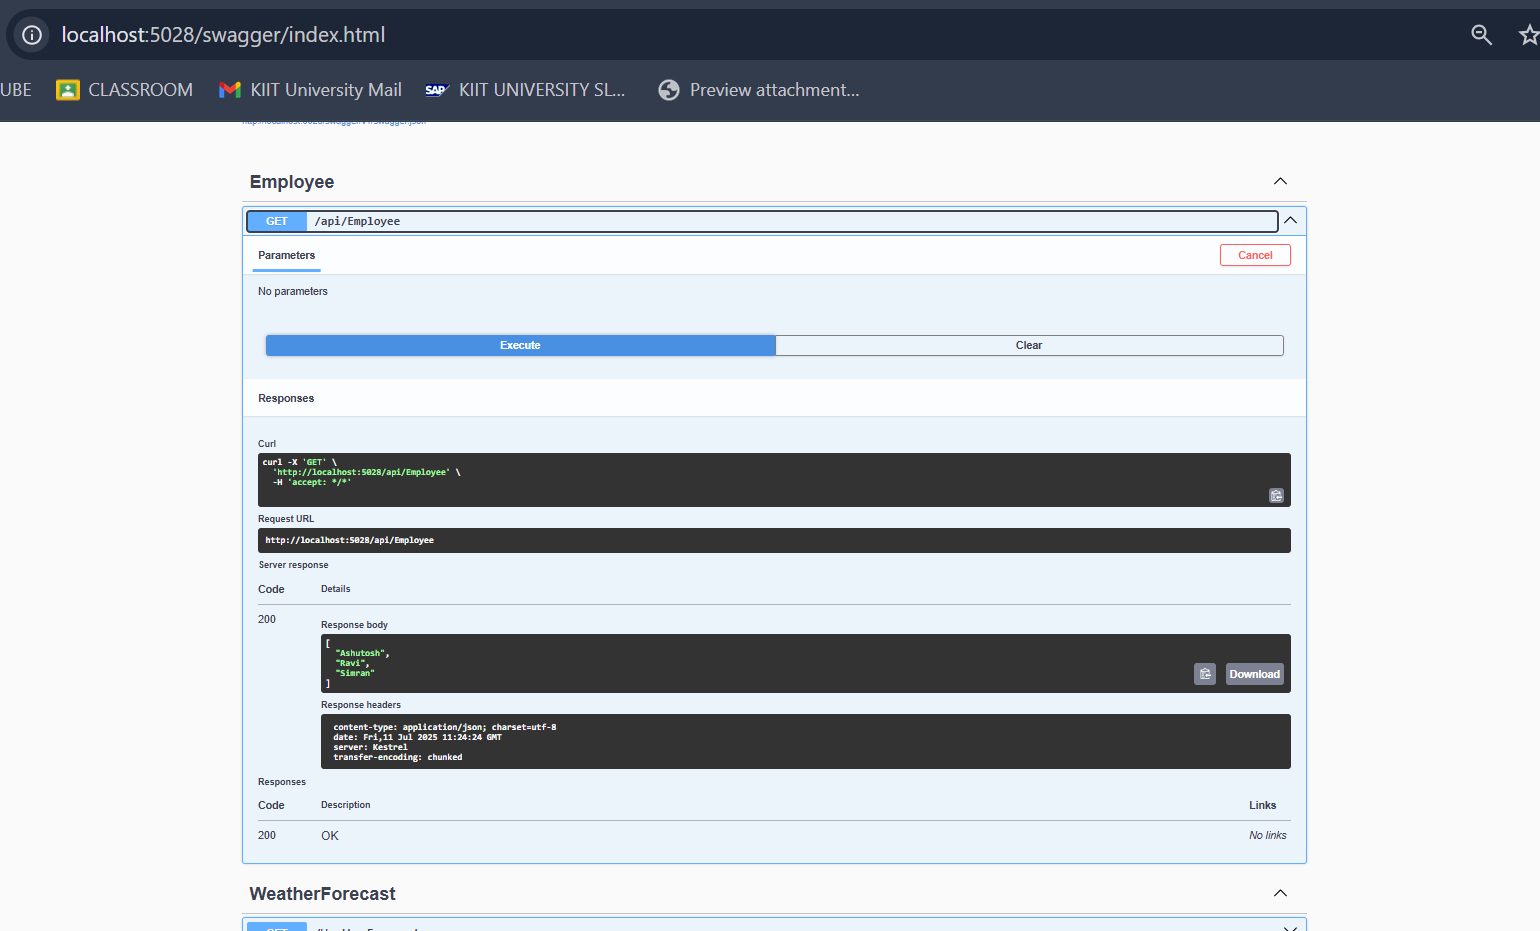 localhost:5028/swagger/index.html
UBE CLASSROOM KIIT University Mail SAP KIIT UNIVERSITY SL... Preview attachment...
Employee
GET /api/Employee
Parameters
Cancel
No parameters
Execute
Clear
Responses
Curl
curl -X 'GET' \
'http://localhost:5028/api/Employee' \
-H 'accept: */*'
Request URL
http://localhost:5028/api/Employee
Server response
Code Details
200
Response body
[
"Ashutosh",
"Ravi",
"Simran"
]
Download
Response headers
content-type: application/json; charset=utf-8
date: Fri,11 Jul 2025 11:24:24 GMT
server: Kestrel
transfer-encoding: chunked
Responses
Code Description Links
200 OK No links
WeatherForecast
GET